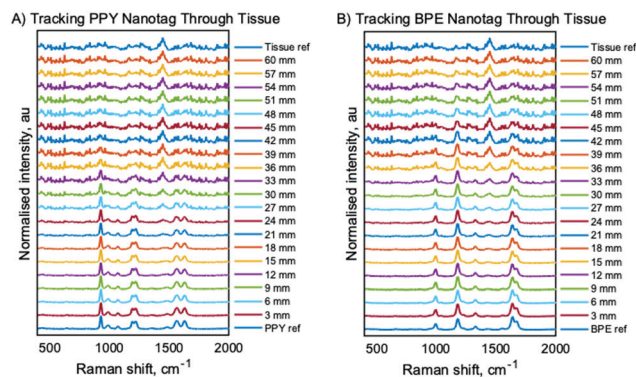 A) Tracking PPY Nanotag Through Tissue
Normalised intensity, au
Tissue ref
60 mm
57 mm
54 mm
51 mm
48 mm
45 mm
42 mm
39 mm
36 mm
33 mm
30 mm
27 mm
24 mm
21 mm
18 mm
15 mm
12 mm
9 mm
6 mm
3 mm
PPY ref
500 1000 1500 2000
Raman shift, cm⁻¹
B) Tracking BPE Nanotag Through Tissue
Normalised intensity, au
Tissue ref
60 mm
57 mm
54 mm
51 mm
48 mm
45 mm
42 mm
39 mm
36 mm
33 mm
30 mm
27 mm
24 mm
21 mm
18 mm
15 mm
12 mm
9 mm
6 mm
3 mm
BPE ref
500 1000 1500 2000
Raman shift, cm⁻¹